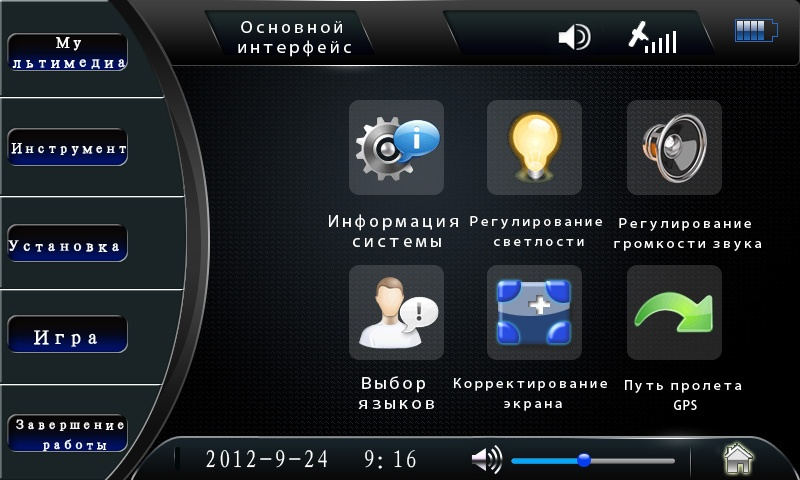 Основной
интерфейс
Му
льтимедиа
Инструмент
Установка
Игра
Завершение
работы
Информация
системы
Регулирование
светлости
Регулирование
громкости звука
Выбор
языков
Корректирование
экрана
Путь пролета
GPS
2012-9-24 9:16